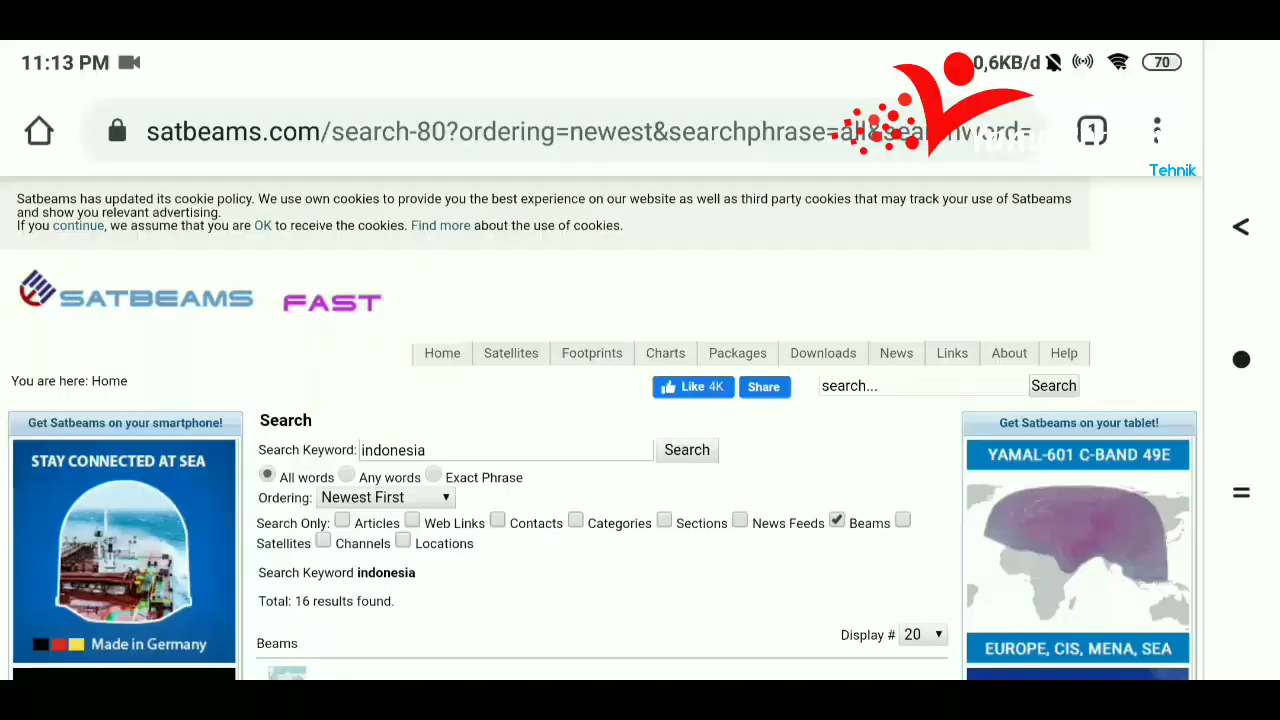 11:13 PM
0,6KB/d
70
satbeams.com/search-80?ordering=newest&searchphrase=all&searchword=
1
Tehnik
Satbeams has updated its cookie policy. We use own cookies to provide you the best experience on our website as well as third party cookies that may track your use of Satbeams
and show you relevant advertising.
If you continue, we assume that you are OK to receive the cookies. Find more about the use of cookies.
SATBEAMS FAST
Home Satellites Footprints Charts Packages Downloads News Links About Help
You are here: Home
Like 4K Share search... Search
Get Satbeams on your smartphone!
STAY CONNECTED AT SEA
Made in Germany
Search
Search Keyword: indonesia Search
All words Any words Exact Phrase
Ordering: Newest First
Search Only: Articles Web Links Contacts Categories Sections News Feeds Beams
Satellites Channels Locations
Search Keyword indonesia
Total: 16 results found.
Display # 20
Beams
Get Satbeams on your tablet!
YAMAL-601 C-BAND 49E
EUROPE, CIS, MENA, SEA